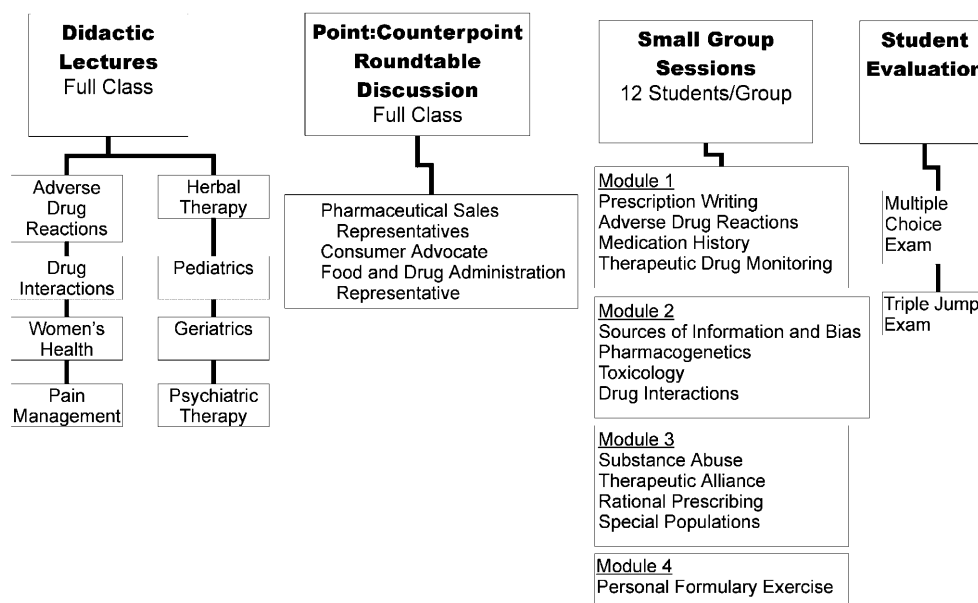 Didactic
Lectures
Full Class
Adverse
Drug
Reactions
Drug
Interactions
Women's
Health
Pain
Management
Herbal
Therapy
Pediatrics
Geriatrics
Psychiatric
Therapy
Point:Counterpoint
Roundtable
Discussion
Full Class
Pharmaceutical Sales
Representatives
Consumer Advocate
Food and Drug Administration
Representative
Small Group
Sessions
12 Students/Group
Module 1
Prescription Writing
Adverse Drug Reactions
Medication History
Therapeutic Drug Monitoring
Module 2
Sources of Information and Bias
Pharmacogenetics
Toxicology
Drug Interactions
Module 3
Substance Abuse
Therapeutic Alliance
Rational Prescribing
Special Populations
Module 4
Personal Formulary Exercise
Student
Evaluation
Multiple
Choice
Exam
Triple Jump
Exam